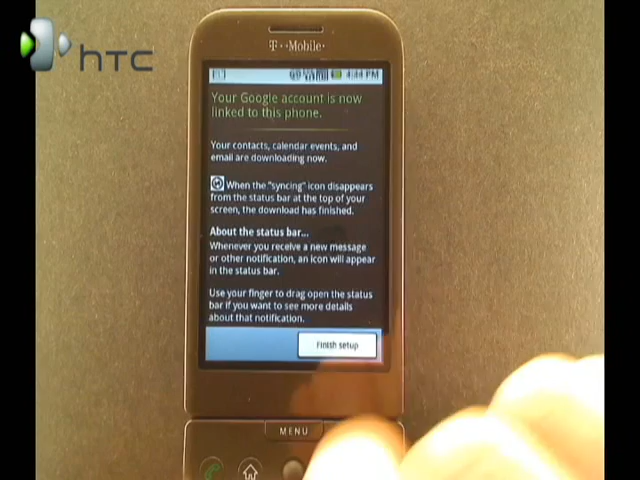 hTC
T··Mobile·
4:44 PM
Your Google account is now
linked to this phone.
Your contacts, calendar events, and
email are downloading now.
When the "syncing" icon disappears
from the status bar at the top of your
screen, the download has finished.
About the status bar...
Whenever you receive a new message
or other notification, an icon will appear
in the status bar.
Use your finger to drag open the status
bar if you want to see more details
about that notification.
Finish setup
MENU